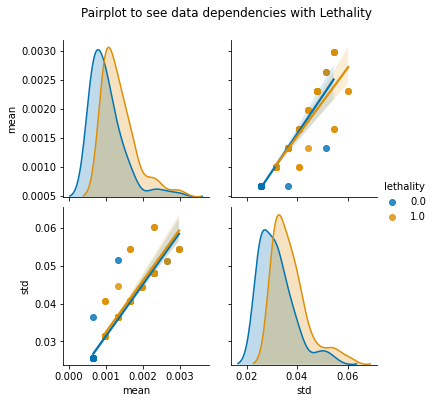 Pairplot to see data dependencies with Lethality
0.0030
0.0025
0.0020
0.0015
0.0010
0.0005
mean
lethality
0.0
1.0
0.06
0.05
0.04
0.03
std
0.000 0.001 0.002 0.003
mean
0.02 0.04 0.06
std